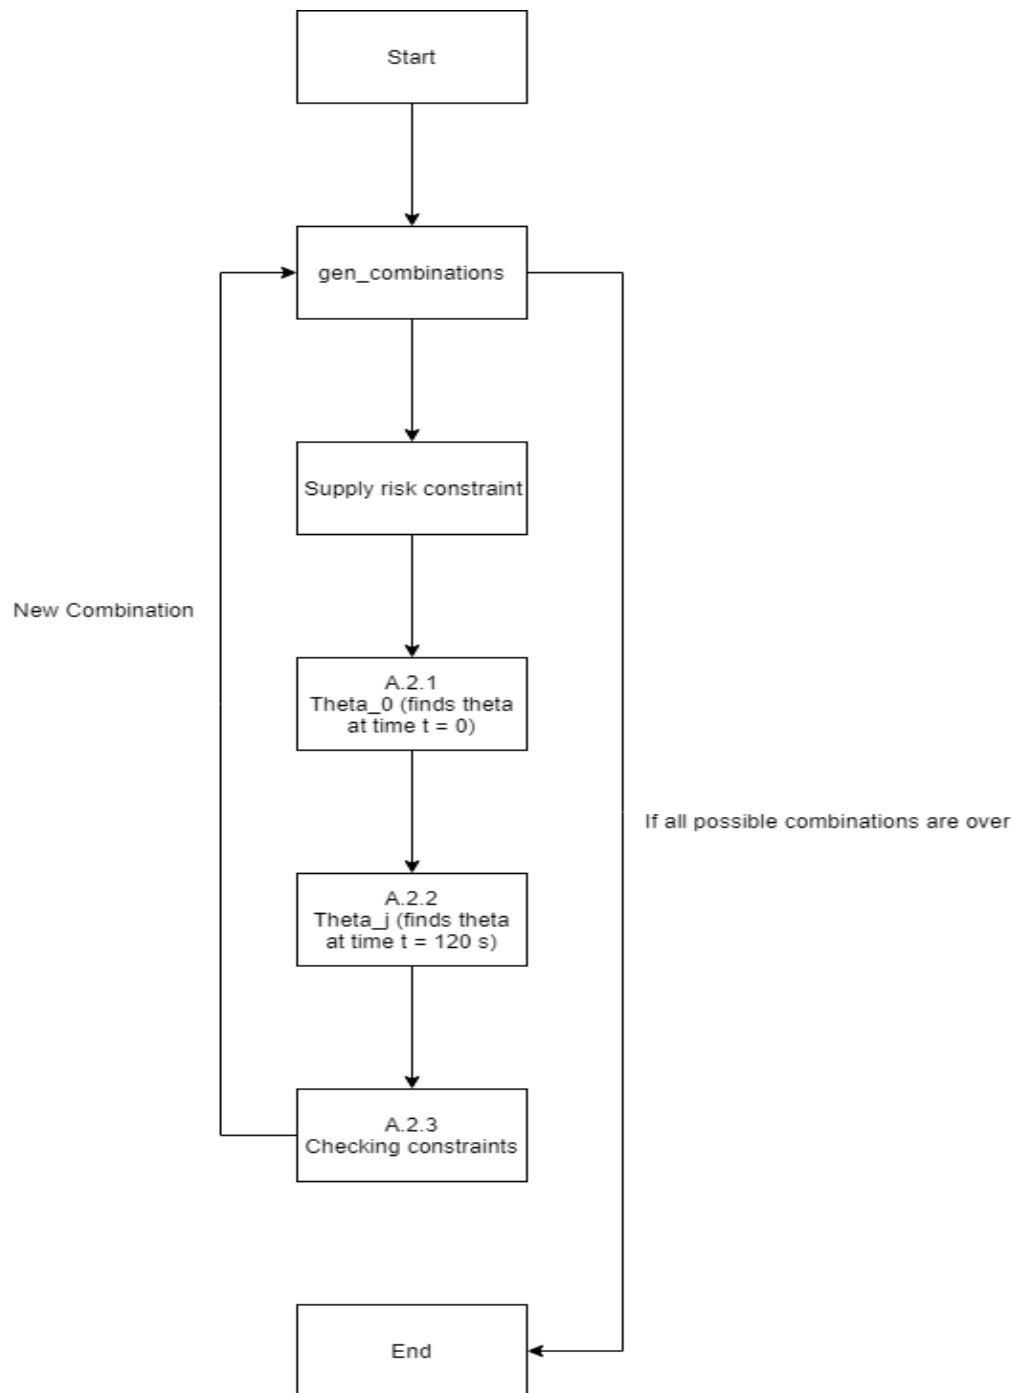 Start
gen_combinations
Supply risk constraint
New Combination
A.2.1
Theta_0 (finds theta
at time t = 0)
If all possible combinations are over
A.2.2
Theta_j (finds theta
at time t = 120 s)
A.2.3
Checking constraints
End